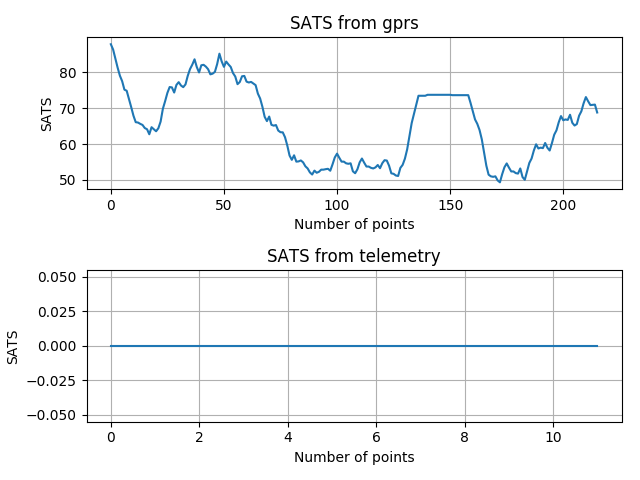 SATS from gprs
80
70
60
50
SATS
0 50 100 150 200
Number of points
SATS from telemetry
0.050
0.025
0.000
−0.025
−0.050
SATS
0 2 4 6 8 10
Number of points